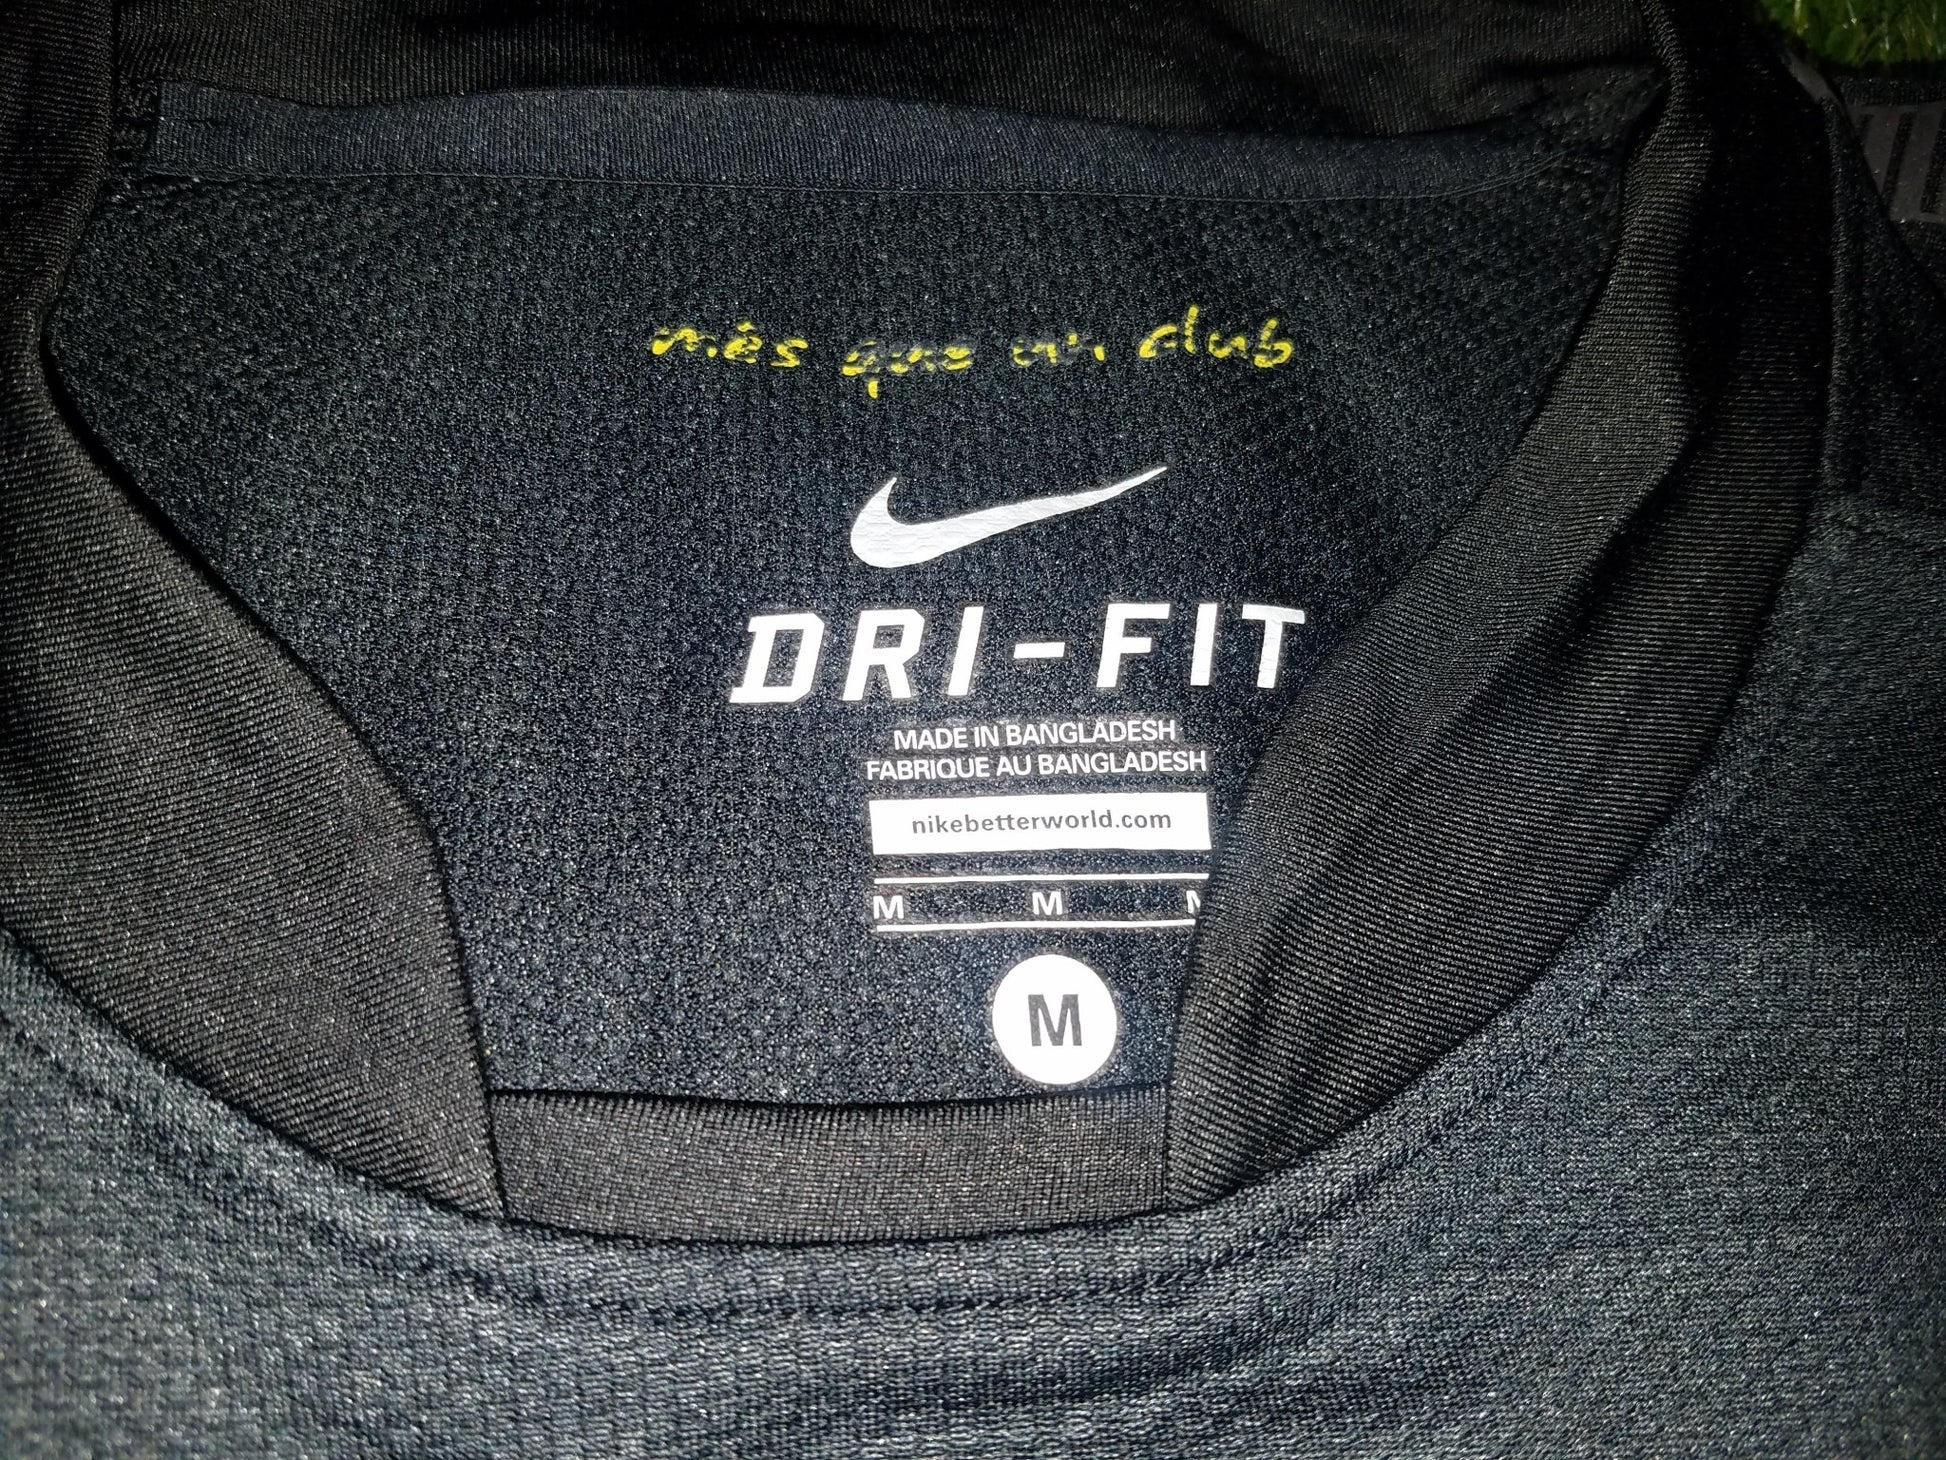 més que un club
DRI-FIT
MADE IN BANGLADESH
FABRIQUE AU BANGLADESH
nikebetterworld.com
M M M
M